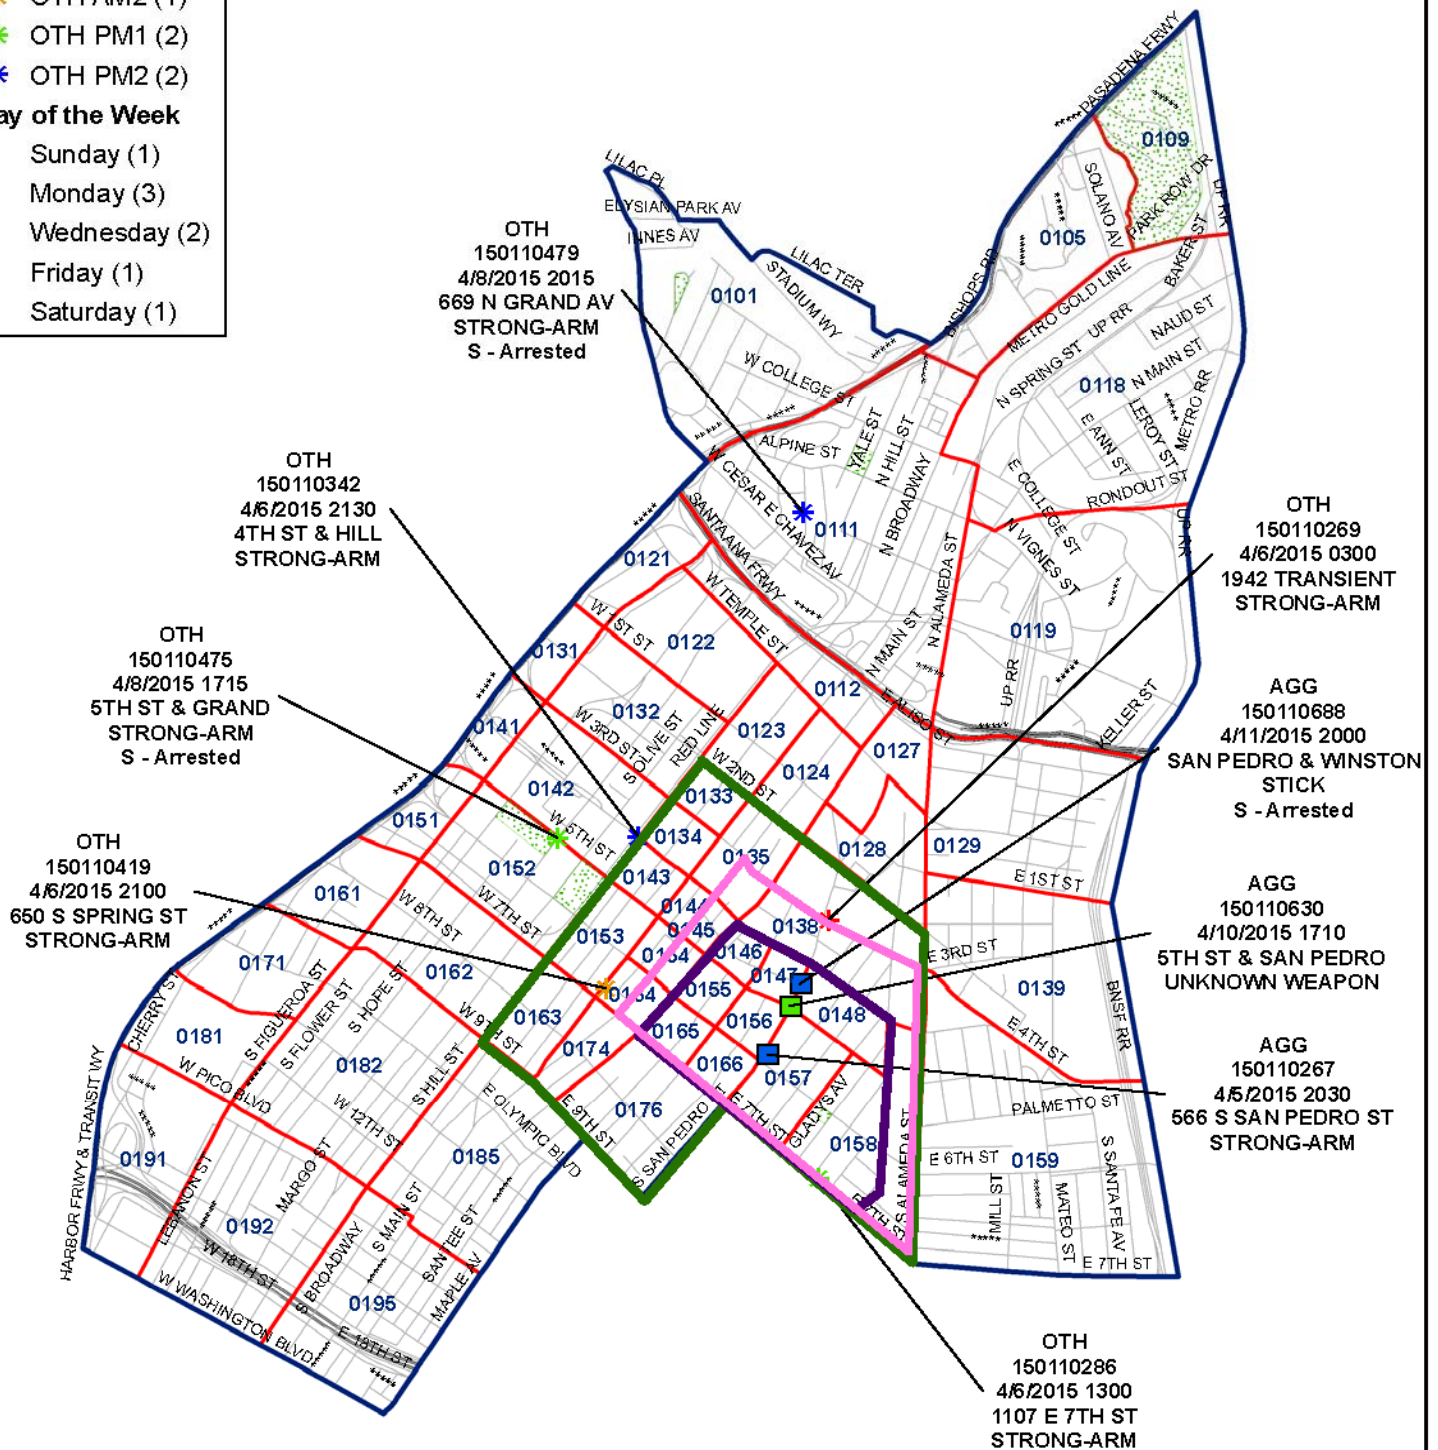 OTH AM2 (1)
OTH PM1 (2)
OTH PM2 (2)
ay of the Week
Sunday (1)
Monday (3)
Wednesday (2)
Friday (1)
Saturday (1)
OTH
150110479
4/8/2015 2015
669 N GRAND AV
STRONG-ARM
S - Arrested
OTH
150110342
4/6/2015 2130
4TH ST & HILL
STRONG-ARM
OTH
150110475
4/8/2015 1715
5TH ST & GRAND
STRONG-ARM
S - Arrested
OTH
150110419
4/6/2015 2100
650 S SPRING ST
STRONG-ARM
OTH
150110269
4/6/2015 0300
1942 TRANSIENT
STRONG-ARM
AGG
150110688
4/11/2015 2000
SAN PEDRO & WINSTON
STICK
S - Arrested
AGG
150110630
4/10/2015 1710
5TH ST & SAN PEDRO
UNKNOWN WEAPON
AGG
150110267
4/5/2015 2030
566 S SAN PEDRO ST
STRONG-ARM
OTH
150110286
4/6/2015 1300
1107 E 7TH ST
STRONG-ARM
PASADENA FRWY
*****
*****
0109
LILAC PL
ELYSIAN PARK AV
INNES AV
SOLANO AV
PARK ROW DR
UP RR
0105
*****
*****
BAKER ST
LILAC TER
STADIUM WY
BISHOPS RD
0101
METRO GOLD LINE
UP RR
N SPRING ST
NAUD ST
N MAIN ST
0118
METRO RR
*****
LEROY ST
E ANN ST
*****
*****
W COLLEGE ST
*****
*****
ALPINE ST
YALE ST
N HILL ST
N BROADWAY
W CESAR E CHAVEZ AV
0111
E COLLEGE ST
RONDOUT ST
N VIGNES ST
UP RR
*****
SANTA ANA FRWY
*****
*****
0121
W TEMPLE ST
N MAIN ST
N ALAMEDA ST
*****
0119
*****
UP RR
KELLER ST
W 1ST ST
0131
0122
0112
E ALISO ST
*****
0127
*****
0141
*****
*****
0132
W 3RD ST
S OLIVE ST
RED LINE
0123
W 2ND ST
0124
*****
0142
0133
0151
W 5TH ST
0134
0135
0128
0129
E 1ST ST
0152
0143
0144
0145
0138
E 3RD ST
0161
W 8TH ST
W 7TH ST
0153
0146
0147
0139
BNSF RR
*****
0171
0162
0155
0156
0148
E 4TH ST
CHERRY ST
S FIGUEROA ST
S FLOWER ST
S HOPE ST
W 9TH ST
0163
0165
0166
0157
0181
0182
0174
W PICO BLVD
*****
S HILL ST
W 12TH ST
E OLYMPIC BLVD
E 9TH ST
0176
S SAN PEDRO
E 7TH ST
GLADYS AV
0158
S ALAMEDA ST
PALMETTO ST
HARBOR FRWY & TRANSIT WY
*****
*****
0191
MARGO ST
LEBANON ST
0185
*****
E 6TH ST
0159
S SANTA FE AV
MILL ST
MATEO ST
*****
*****
E 7TH ST
0192
*****
W 18TH ST
S MAIN ST
SANTEE ST
MAPLE AV
S BROADWAY
*****
0195
W WASHINGTON BLVD
*****
E 18TH ST
*****